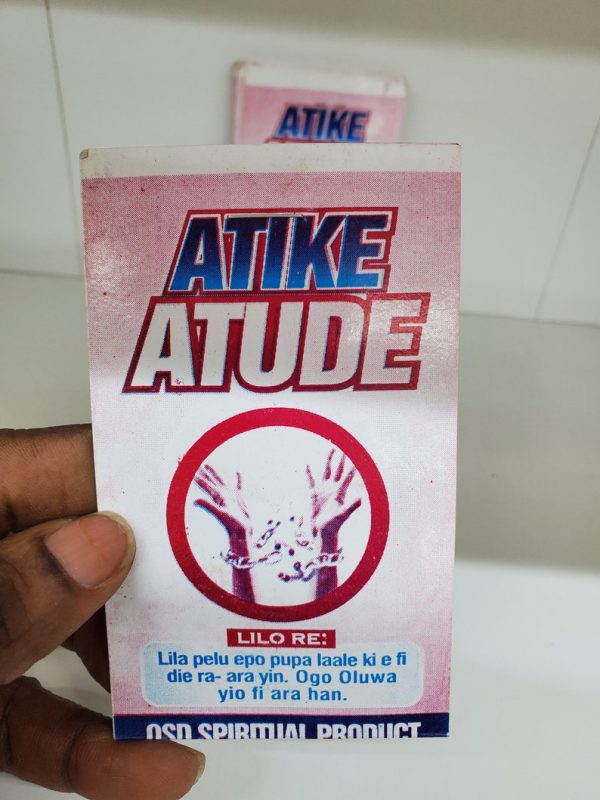 ATIKE
ATIKE
ATUDE
LILO RE:
Lila pelu epo pupa laale ki e fi
die ra- ara yin. Ogo Oluwa
yio fi ara han.
OSD SPIRITUAL PRODUCT